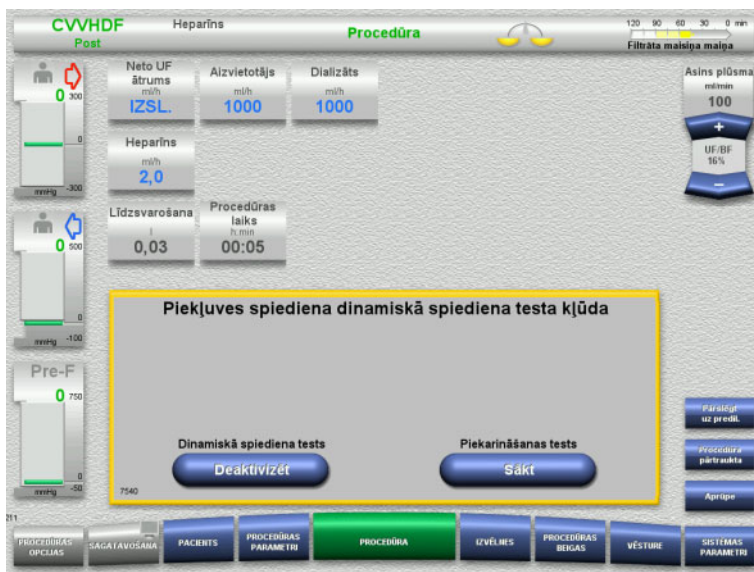 CVVHDF
Heparīns
Procedūra
120 90 60 30 0 min
Post
Filtrāta maisiņa maiņa
0
300
0
mmHg -300
Neto UF
ātrums
ml/h
IZSL.
Aizvietotājs
ml/h
1000
Dializāts
ml/h
1000
Asins plūsma
ml/min
100
+
UF/BF
16%
−
Heparīns
ml/h
2,0
Līdzsvarošana
l
0,03
Procedūras
laiks
h:min
00:05
0
500
0
mmHg -100
Pre-F
0
750
0
mmHg -50
Piekļuves spiediena dinamiskā spiediena testa kļūda
Dinamiskā spiediena tests
Piekarināšanas tests
Deaktivizēt
Sākt
7540
Pārslēgt
uz predil.
Procedūra
pārtraukta
Aprūpe
211
PROCEDŪRAS
OPCIJAS
SAGATAVOŠANA
PACIENTS
PROCEDŪRAS
PARAMETRI
PROCEDŪRA
IZVĒLNES
PROCEDŪRAS
BEIGAS
VĒSTURE
SISTĒMAS
PARAMETRI